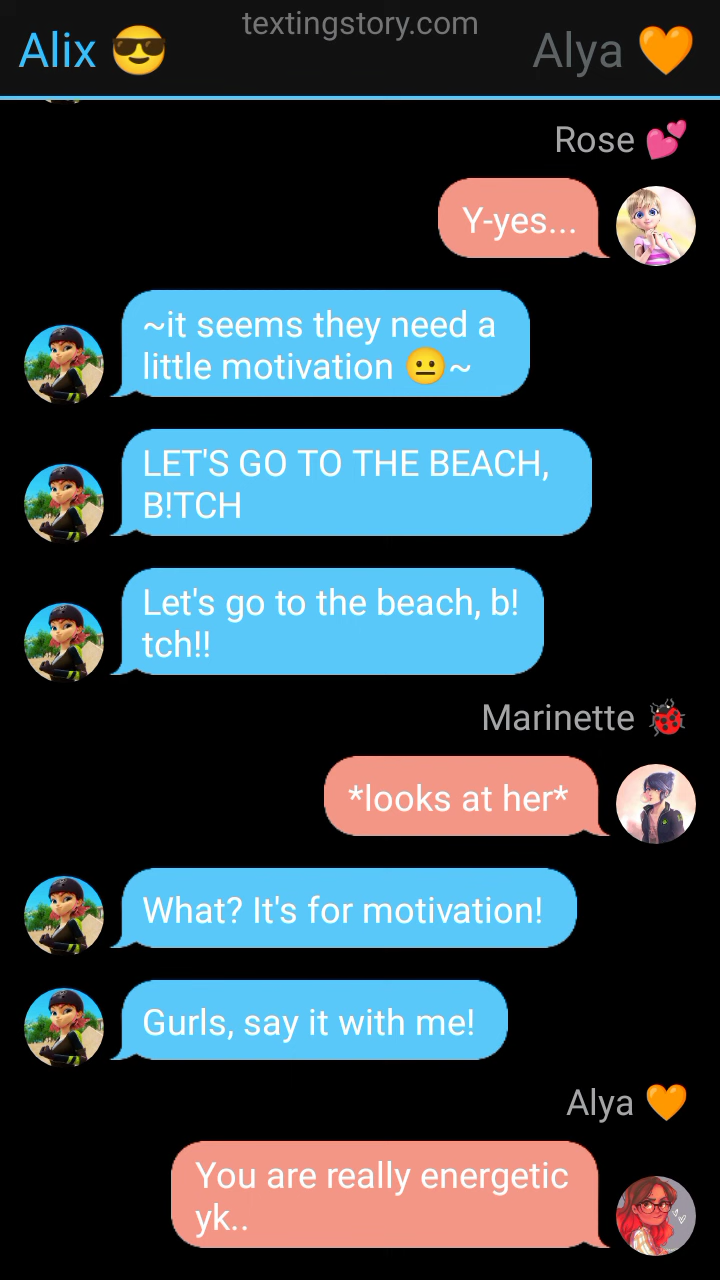 textingstory.com
Alix 😎
Alya 🧡
Rose 💕
Y-yes...
~it seems they need a
little motivation 😐~
LET'S GO TO THE BEACH,
B!TCH
Let's go to the beach, b!
tch!!
Marinette 🐞
*looks at her*
What? It's for motivation!
Gurls, say it with me!
Alya 🧡
You are really energetic
yk..